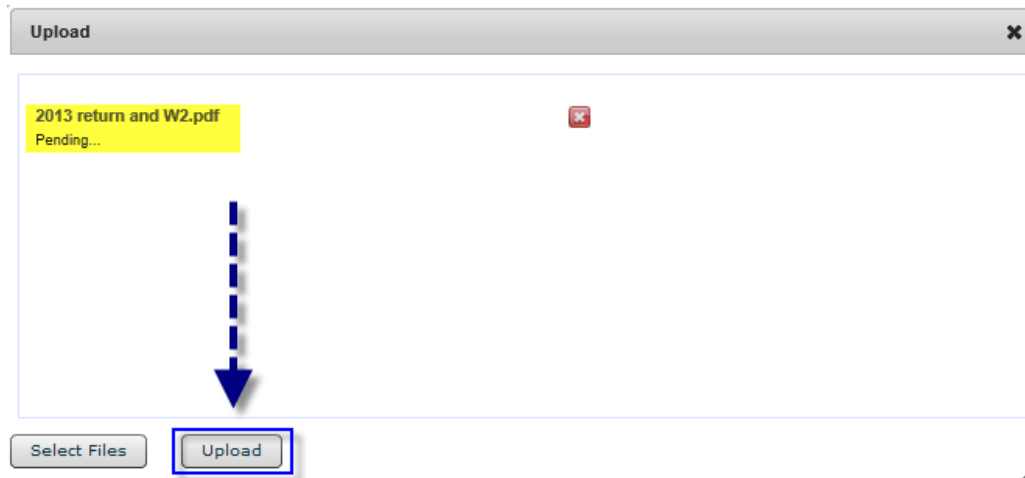 Upload
2013 return and W2.pdf
Pending...
Select Files
Upload